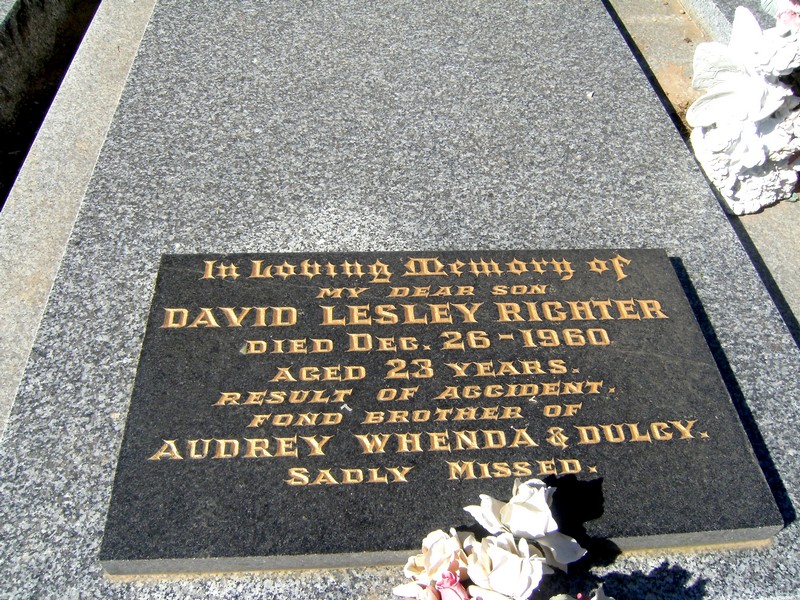 In Loving Memory of
MY DEAR SON
DAVID LESLEY RICHTER
DIED DEC. 26-1960
AGED 23 YEARS.
RESULT OF ACCIDENT.
FOND BROTHER OF
AUDREY WHENDA & DULCY.
SADLY MISSED.